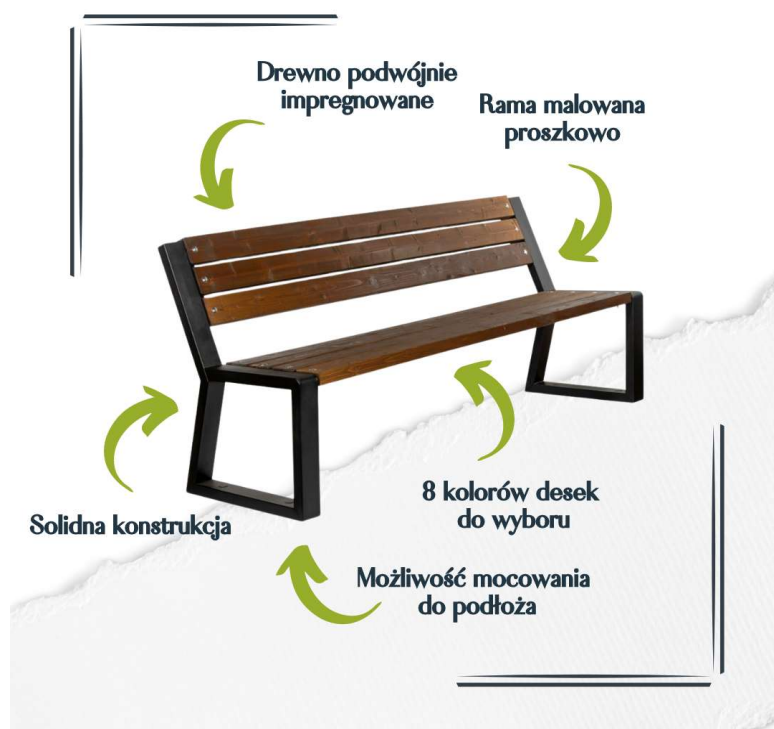 Drewno podwójnie
impregnowane
Rama malowana
proszkowo
Solidna konstrukcja
8 kolorów desek
do wyboru
Możliwość mocowania
do podłoża